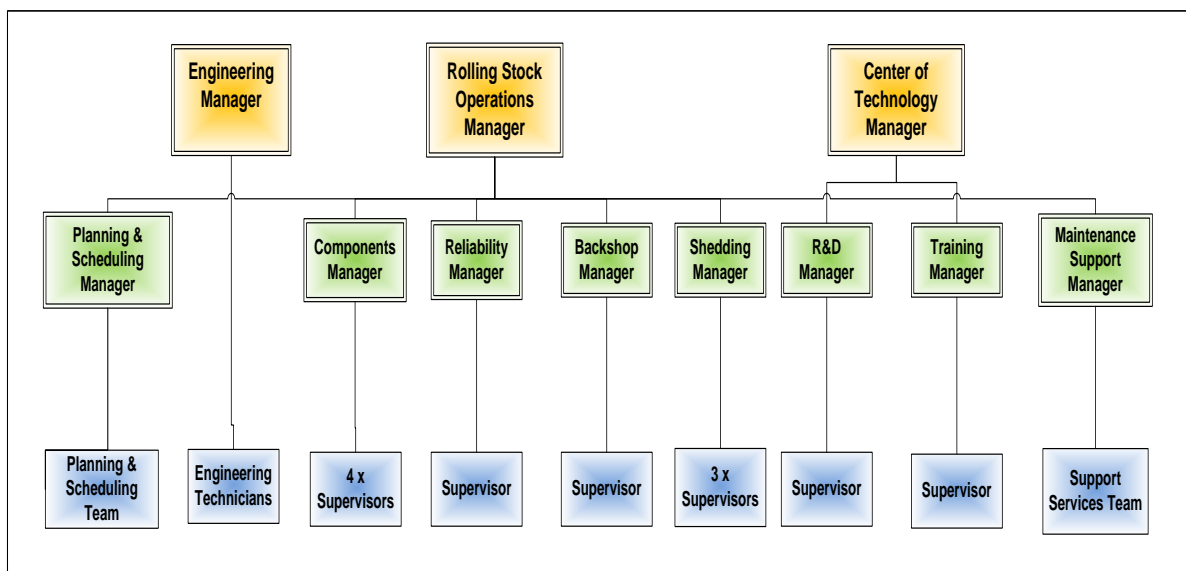 Engineering
Manager
Rolling Stock
Operations
Manager
Center of
Technology
Manager
Planning &
Scheduling
Manager
Components
Manager
Reliability
Manager
Backshop
Manager
Shedding
Manager
R&D
Manager
Training
Manager
Maintenance
Support
Manager
Planning &
Scheduling
Team
Engineering
Technicians
4 x
Supervisors
Supervisor
Supervisor
3 x
Supervisors
Supervisor
Supervisor
Support
Services Team